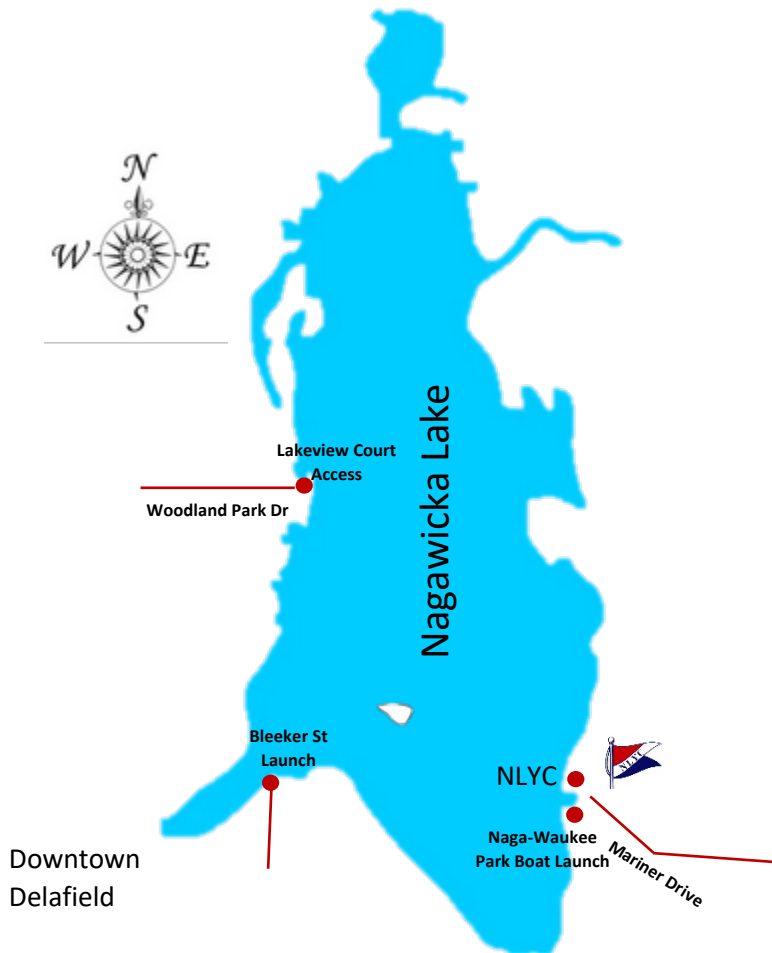 N
W
E
S
Nagawicka Lake
Lakeview Court
Access
Woodland Park Dr
Bleeker St
Launch
NLYC
NLYC
Naga-Waukee
Park Boat Launch
Mariner Drive
Downtown
Delafield